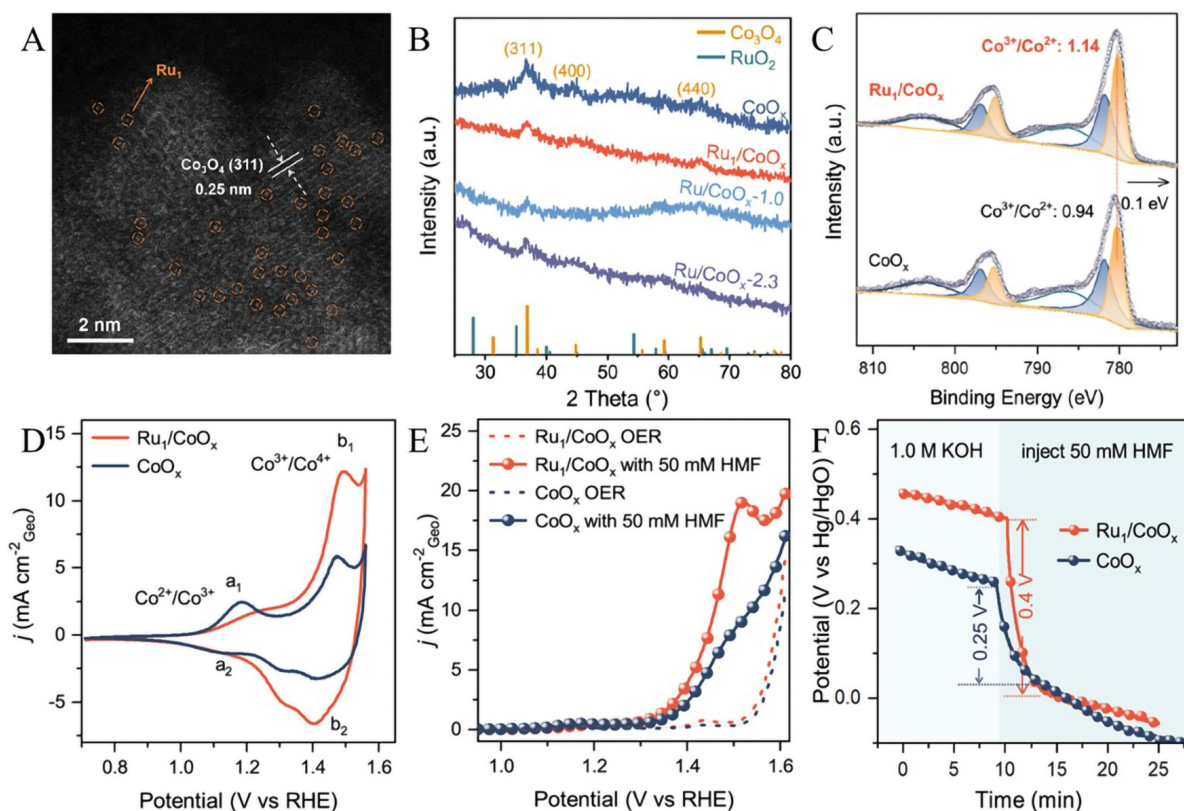 A
Ru₁
Co₃O₄ (311)
0.25 nm
2 nm
B
Co₃O₄
RuO₂
(311)
(400)
(440)
CoOₓ
Ru₁/CoOₓ
Ru/CoOₓ-1.0
Ru/CoOₓ-2.3
Intensity (a.u.)
30 40 50 60 70 80
2 Theta (°)
C
Co³⁺/Co²⁺: 1.14
Ru₁/CoOₓ
Co³⁺/Co²⁺: 0.94
0.1 eV
CoOₓ
Intensity (a.u.)
810 800 790 780
Binding Energy (eV)
D
Ru₁/CoOₓ
CoOₓ
b₁
Co³⁺/Co⁴⁺
Co²⁺/Co³⁺
a₁
a₂
b₂
15
10
5
0
-5
j (mA cm⁻²Geo)
0.8 1.0 1.2 1.4 1.6
Potential (V vs RHE)
E
Ru₁/CoOₓ OER
Ru₁/CoOₓ with 50 mM HMF
CoOₓ OER
CoOₓ with 50 mM HMF
25
20
15
10
5
0
j (mA cm⁻²Geo)
1.0 1.2 1.4 1.6
Potential (V vs RHE)
F
1.0 M KOH
inject 50 mM HMF
Ru₁/CoOₓ
CoOₓ
0.25 V
0.4 V
0.6
0.4
0.2
0.0
Potential (V vs Hg/HgO)
0 5 10 15 20 25
Time (min)